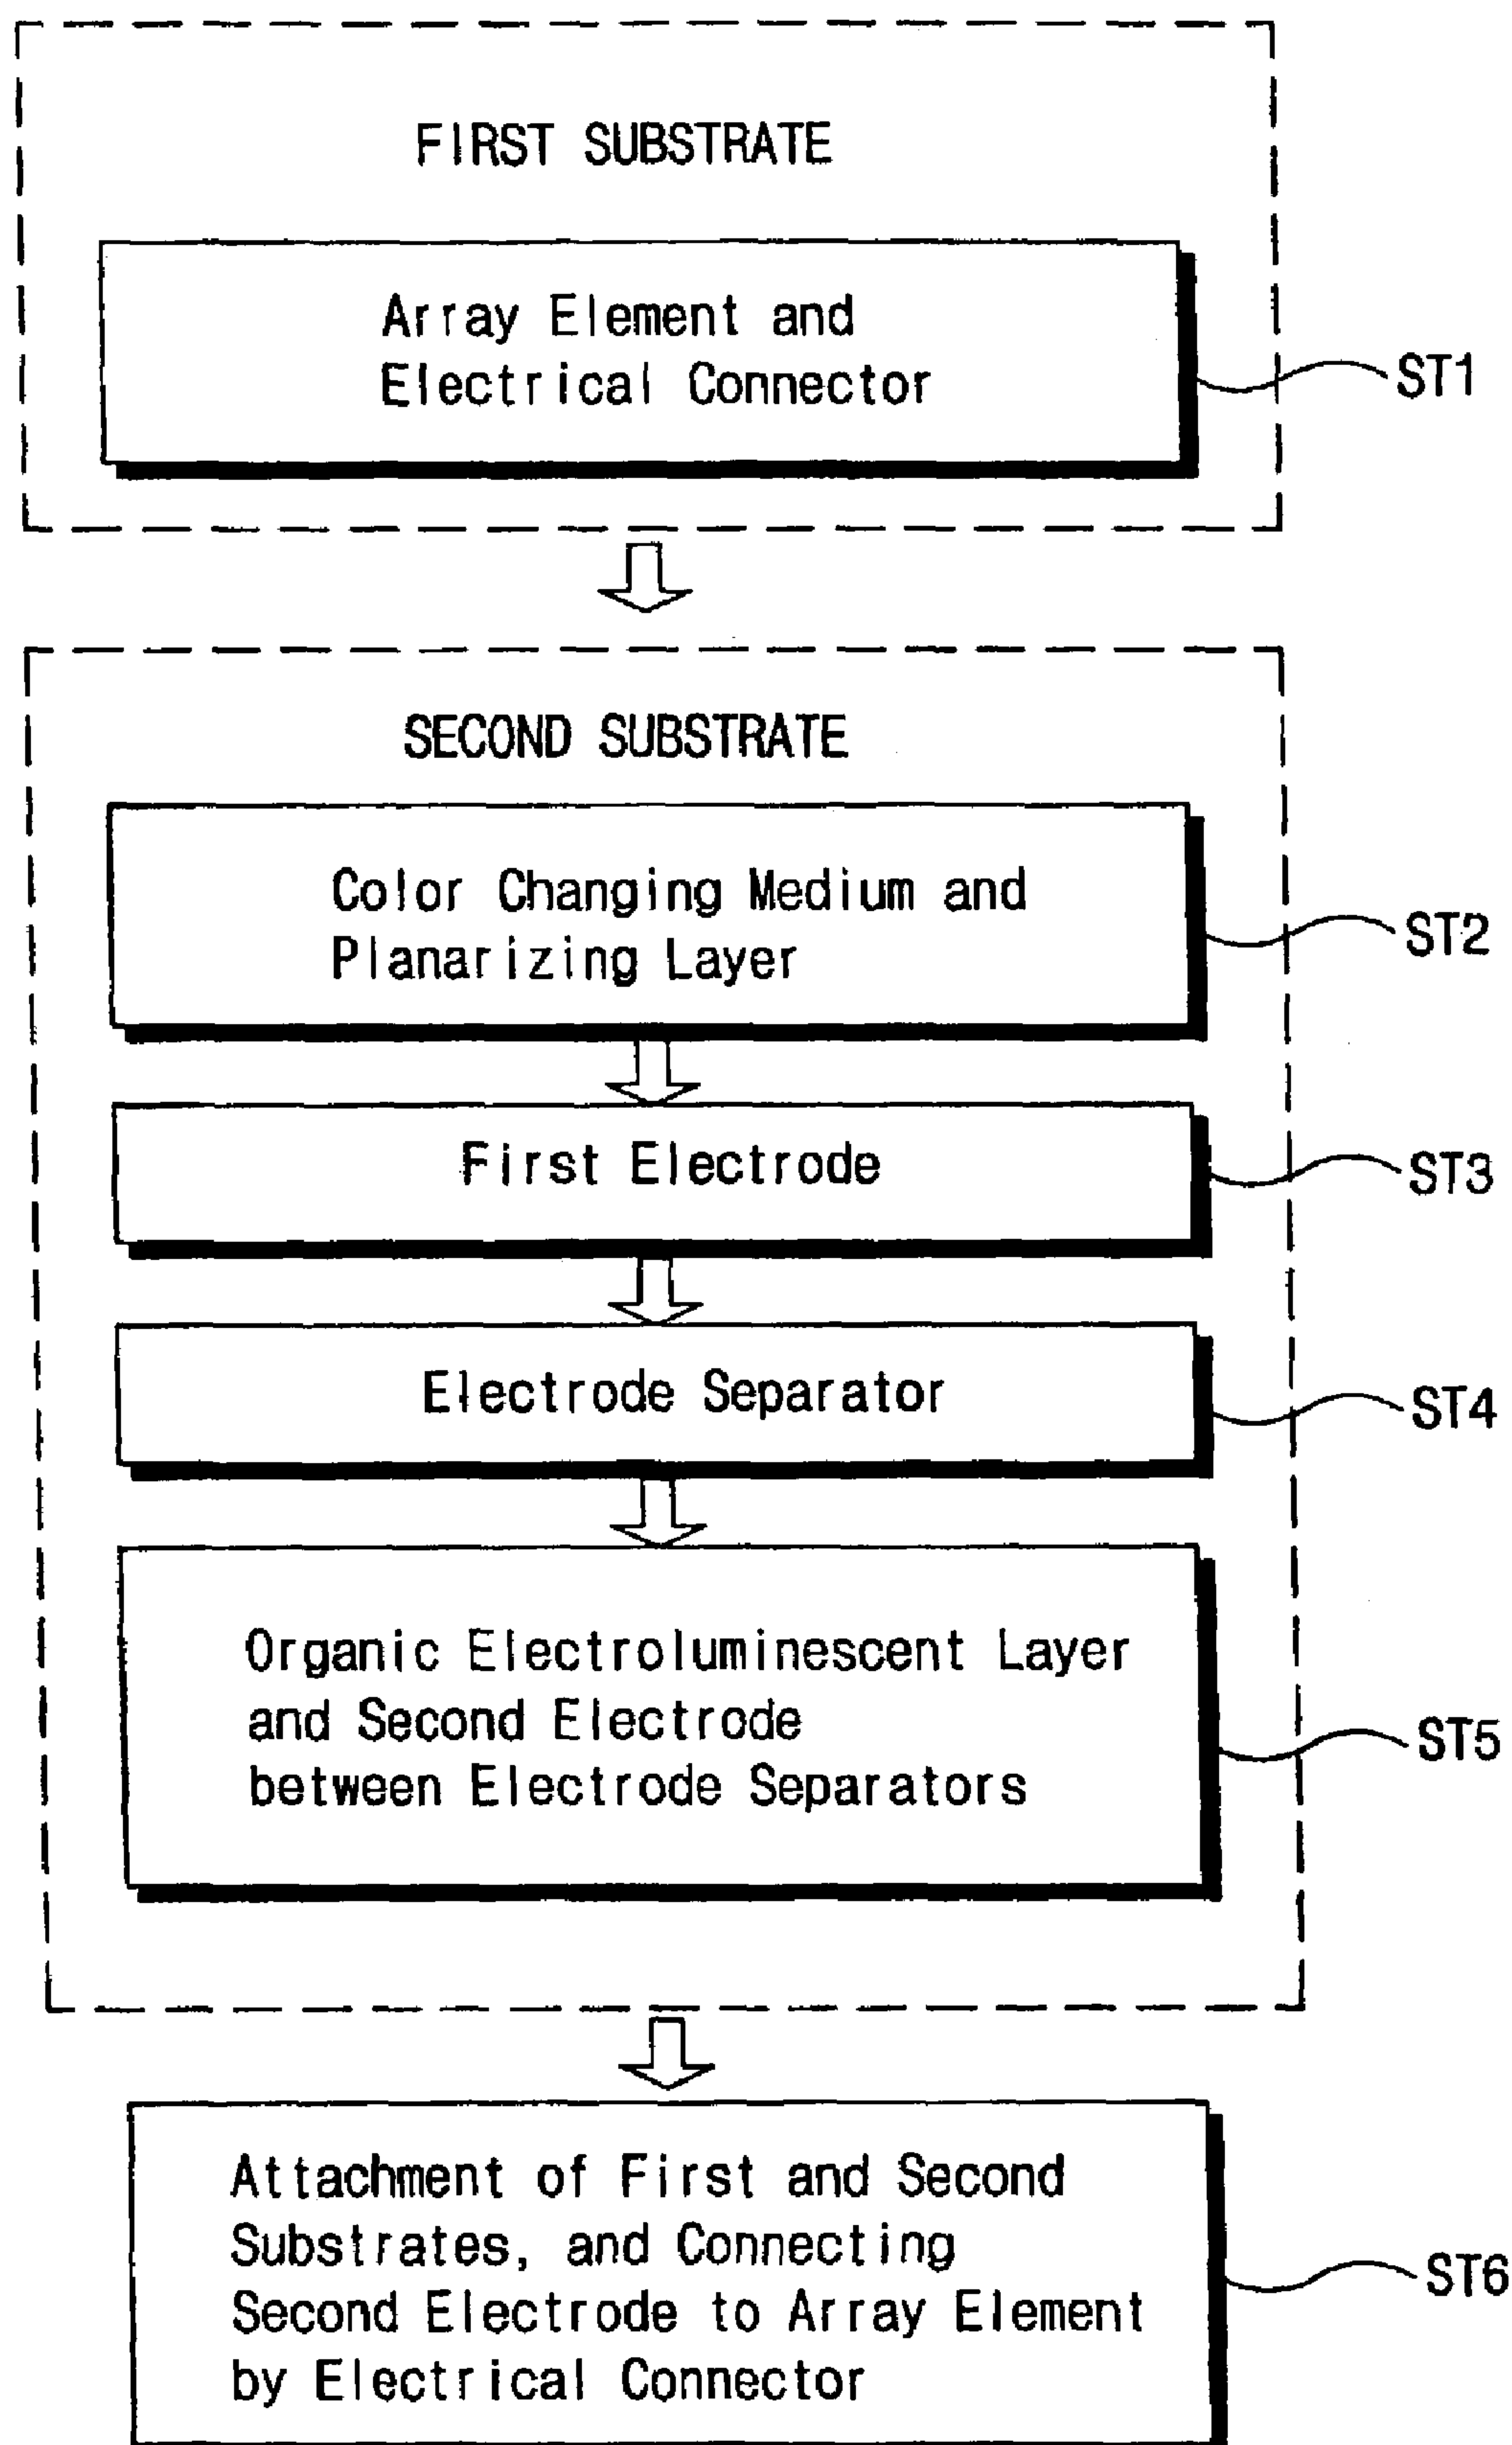 FIRST SUBSTRATE
Array Element and
Electrical Connector
ST1
SECOND SUBSTRATE
Color Changing Medium and
Planarizing Layer
ST2
First Electrode
ST3
Electrode Separator
ST4
Organic Electroluminescent Layer
and Second Electrode
between Electrode Separators
ST5
Attachment of First and Second
Substrates, and Connecting
Second Electrode to Array Element
by Electrical Connector
ST6